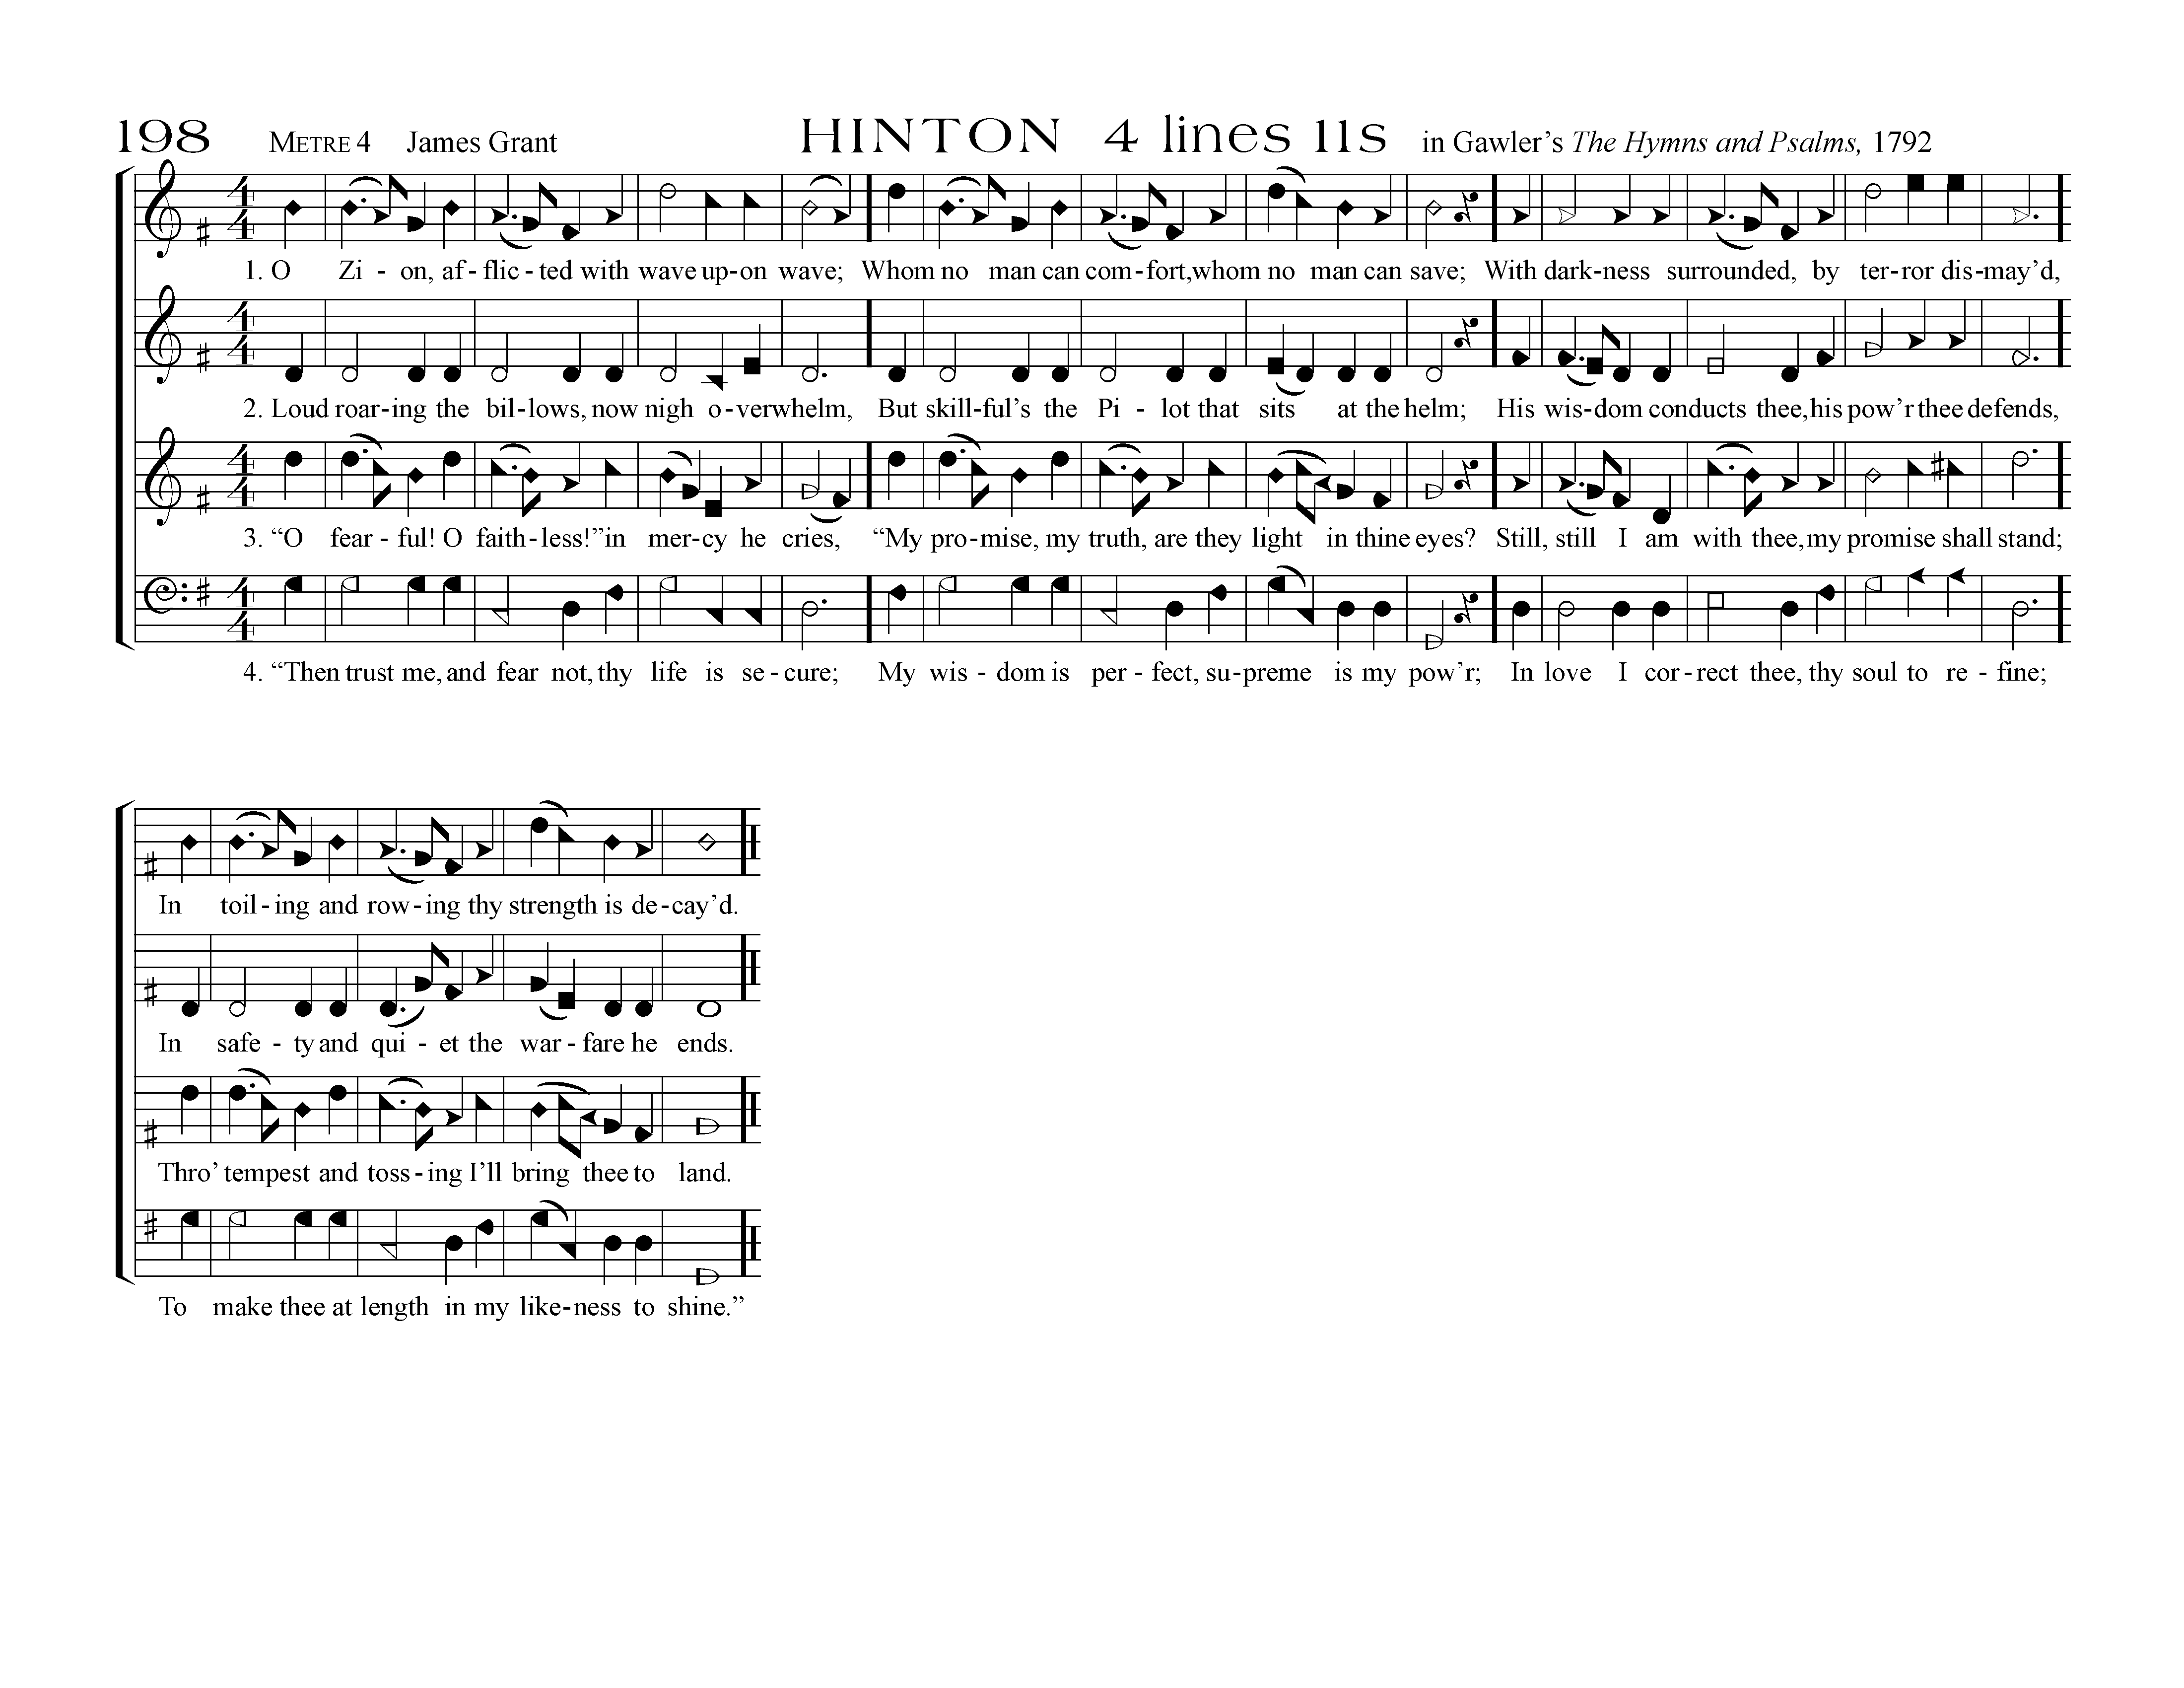 198 METRE 4 James Grant HINTON 4 lines 11s in Gawler’s The Hymns and Psalms, 1792
1. O Zi - on, af - flic - ted with wave up - on wave; Whom no man can com - fort, whom no man can save; With dark - ness surrounded, by ter - ror dis - may’d,
2. Loud roar - ing the bil - lows, now nigh o - verwhelm, But skill - ful’s the Pi - lot that sits at the helm; His wis - dom conducts thee, his pow’r thee defends,
3. “O fear - ful! O faith - less!” in mer - cy he cries, “My pro - mise, my truth, are they light in thine eyes? Still, still I am with thee, my promise shall stand;
4. “Then trust me, and fear not, thy life is se - cure; My wis - dom is per - fect, su - preme is my pow’r; In love I cor - rect thee, thy soul to re - fine;
In toil - ing and row - ing thy strength is de - cay’d.
In safe - ty and qui - et the war - fare he ends.
Thro’ tempest and toss - ing I’ll bring thee to land.
To make thee at length in my like - ness to shine.”